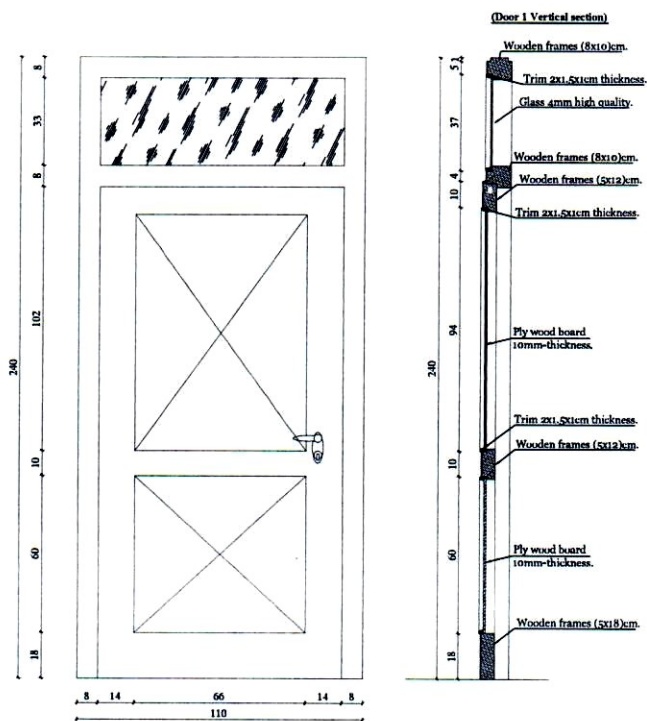 (Door 1 Vertical section)
Wooden frames (8x10)cm.
Trim 2x1.5x1cm thickness.
Glass 4mm high quality.
Wooden frames (8x10)cm.
Wooden frames (5x12)cm.
Trim 2x1.5x1cm thickness.
Ply wood board
10mm-thickness.
Trim 2x1.5x1cm thickness.
Wooden frames (5x12)cm.
Ply wood board
10mm-thickness.
Wooden frames (5x18)cm.
8
33
8
102
10
60
18
240
8 14 66 14 8
110
5
37
4
10
94
10
60
18
240